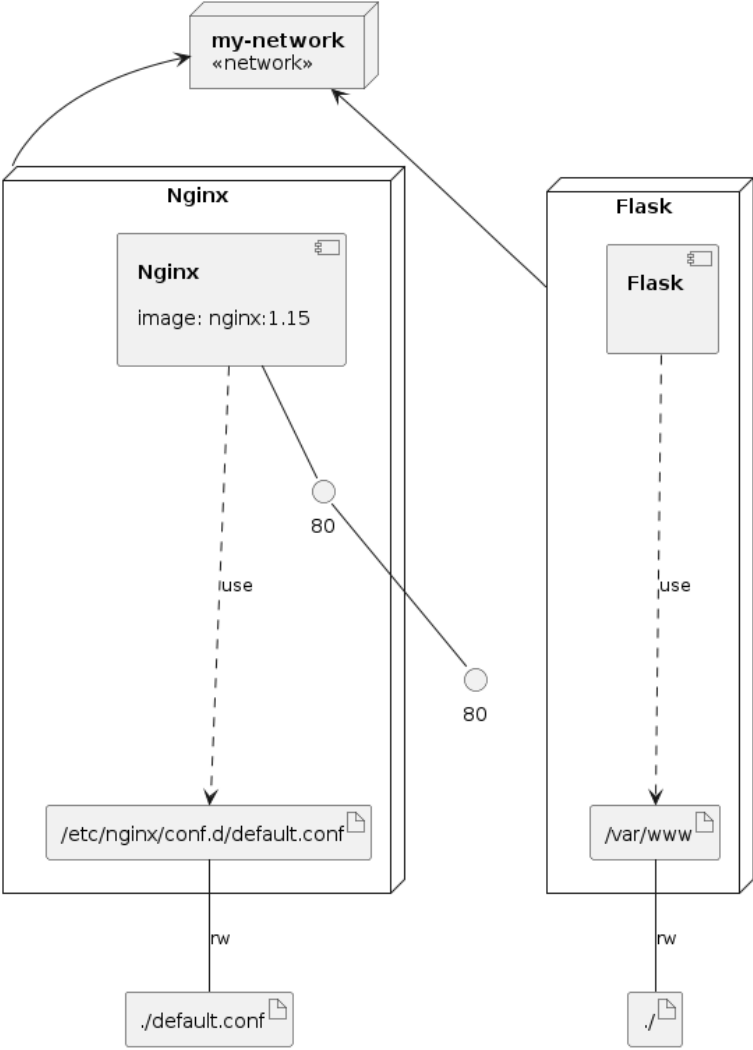 my-network
«network»
Nginx
Flask
Nginx
image: nginx:1.15
Flask
80
use
use
80
/etc/nginx/conf.d/default.conf
/var/www
rw
rw
./default.conf
./